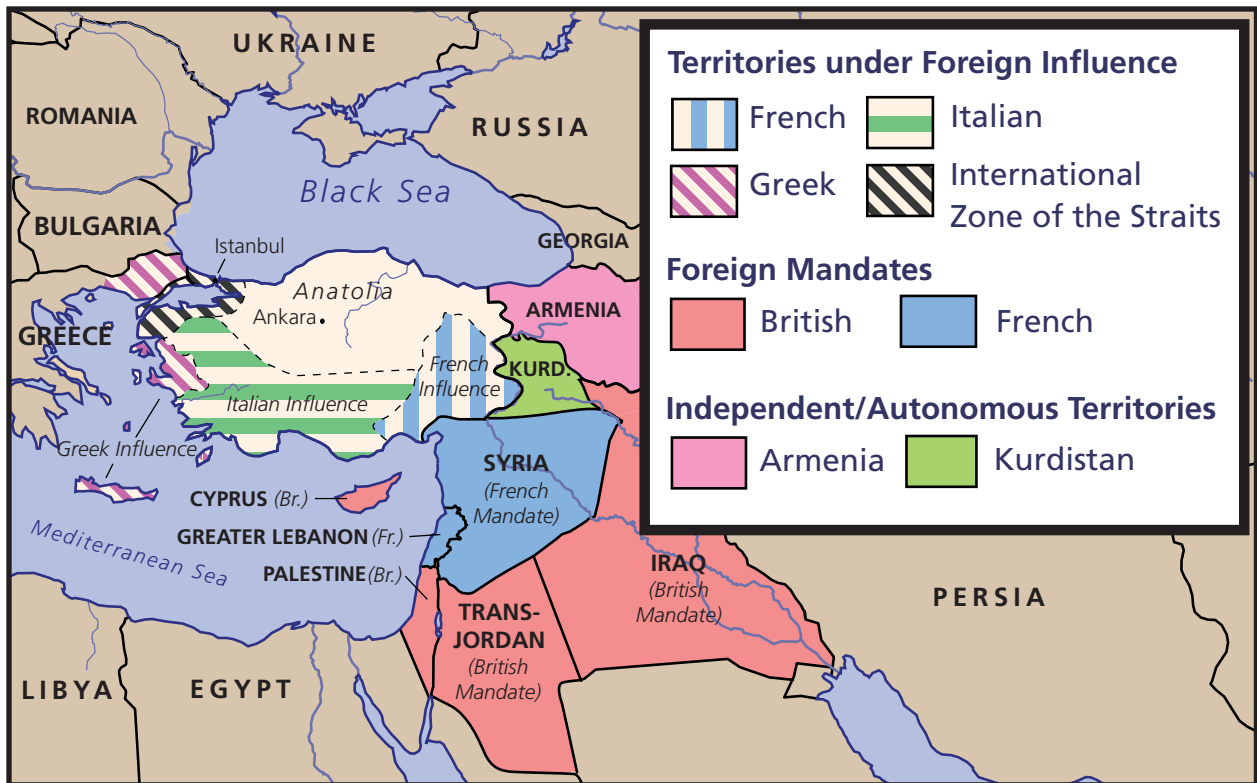 UKRAINE
ROMANIA
RUSSIA
Black Sea
BULGARIA
Istanbul
GEORGIA
Anatolia
Ankara
ARMENIA
GREECE
French
Influence
KURD.
Italian Influence
Greek Influence
SYRIA
(French
Mandate)
CYPRUS (Br.)
GREATER LEBANON (Fr.)
Mediterranean Sea
PALESTINE (Br.)
IRAQ
(British
Mandate)
PERSIA
TRANS-
JORDAN
(British
Mandate)
LIBYA
EGYPT
Territories under Foreign Influence
French
Italian
Greek
International
Zone of the Straits
Foreign Mandates
British
French
Independent/Autonomous Territories
Armenia
Kurdistan